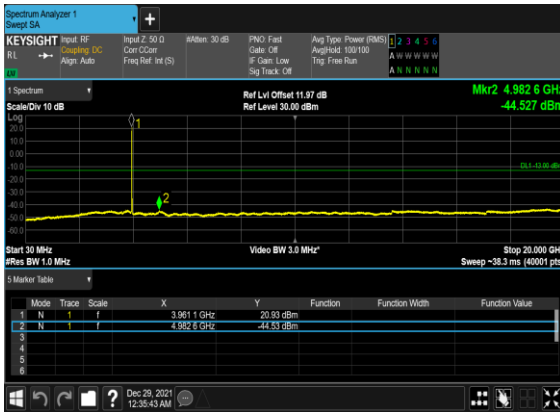 Spectrum Analyzer 1
Swept SA
KEYSIGHT Input: RF Input Z: 50 Ω #Atten: 30 dB PNO: Fast Avg Type: Power (RMS) 1 2 3 4 5 6
RL Coupling: DC Corr CCorr Gate: Off Avg|Hold: 100/100 A W W W W W
Align: Auto Freq Ref: Int (S) IF Gain: Low Trig: Free Run
LXI Sig Track: Off A N N N N N
1 Spectrum Ref Lvl Offset 11.97 dB Mkr2 4.982 6 GHz
Scale/Div 10 dB Ref Level 30.00 dBm -44.527 dBm
Log
20.0
10.0
0.00
-10.0
-20.0
-30.0
-40.0
-50.0
-60.0
1
2
DL1 -13.00 dBm
Start 30 MHz Video BW 3.0 MHz* Stop 20.000 GHz
#Res BW 1.0 MHz Sweep ~38.3 ms (40001 pts)
5 Marker Table
Mode Trace Scale X Y Function Function Width Function Value
1 N 1 f 3.961 1 GHz 20.93 dBm
2 N 1 f 4.982 6 GHz -44.53 dBm
3
4
5
6
? Dec 29, 2021
12:35:43 AM